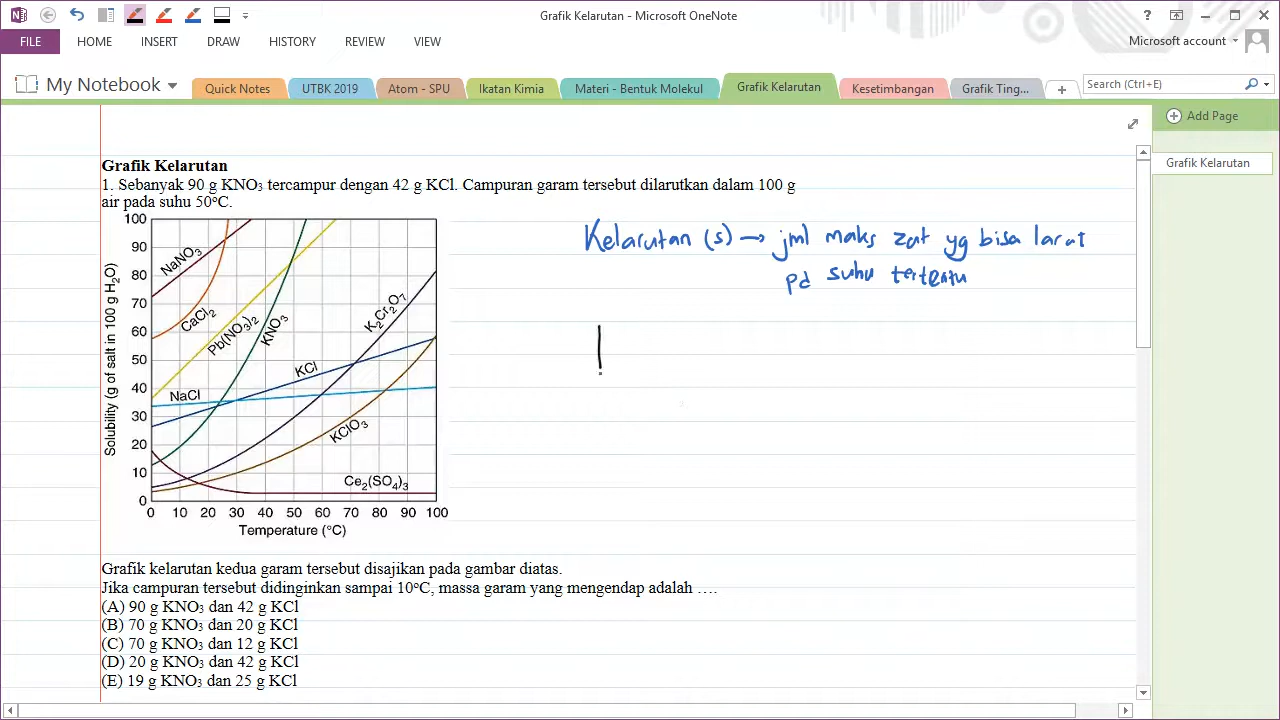 Grafik Kelarutan - Microsoft OneNote
?
FILE HOME INSERT DRAW HISTORY REVIEW VIEW
Microsoft account
My Notebook Quick Notes UTBK 2019 Atom - SPU Ikatan Kimia Materi - Bentuk Molekul Grafik Kelarutan Kesetimbangan Grafik Ting...
Search (Ctrl+E)
Add Page
Grafik Kelarutan
Grafik Kelarutan
1. Sebanyak 90 g KNO₃ tercampur dengan 42 g KCl. Campuran garam tersebut dilarutkan dalam 100 g
air pada suhu 50°C.
Solubility (g of salt in 100 g H₂O)
100
90
80
70
60
50
40
30
20
10
0
NaNO₃
CaCl₂
Pb(NO₃)₂
KNO₃
K₂Cr₂O₇
KCl
NaCl
KClO₃
Ce₂(SO₄)₃
0 10 20 30 40 50 60 70 80 90 100
Temperature (°C)
Kelarutan (s) → jml maks zat yg bisa larut
pd suhu tertentu
Grafik kelarutan kedua garam tersebut disajikan pada gambar diatas.
Jika campuran tersebut didinginkan sampai 10°C, massa garam yang mengendap adalah ….
(A) 90 g KNO₃ dan 42 g KCl
(B) 70 g KNO₃ dan 20 g KCl
(C) 70 g KNO₃ dan 12 g KCl
(D) 20 g KNO₃ dan 42 g KCl
(E) 19 g KNO₃ dan 25 g KCl